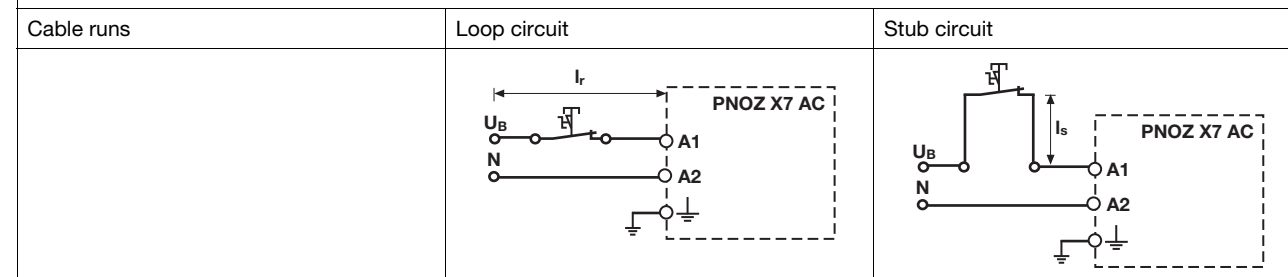 Cable runs
Loop circuit
Stub circuit
lr
PNOZ X7 AC
UB
A1
N
A2
ls
PNOZ X7 AC
UB
A1
N
A2